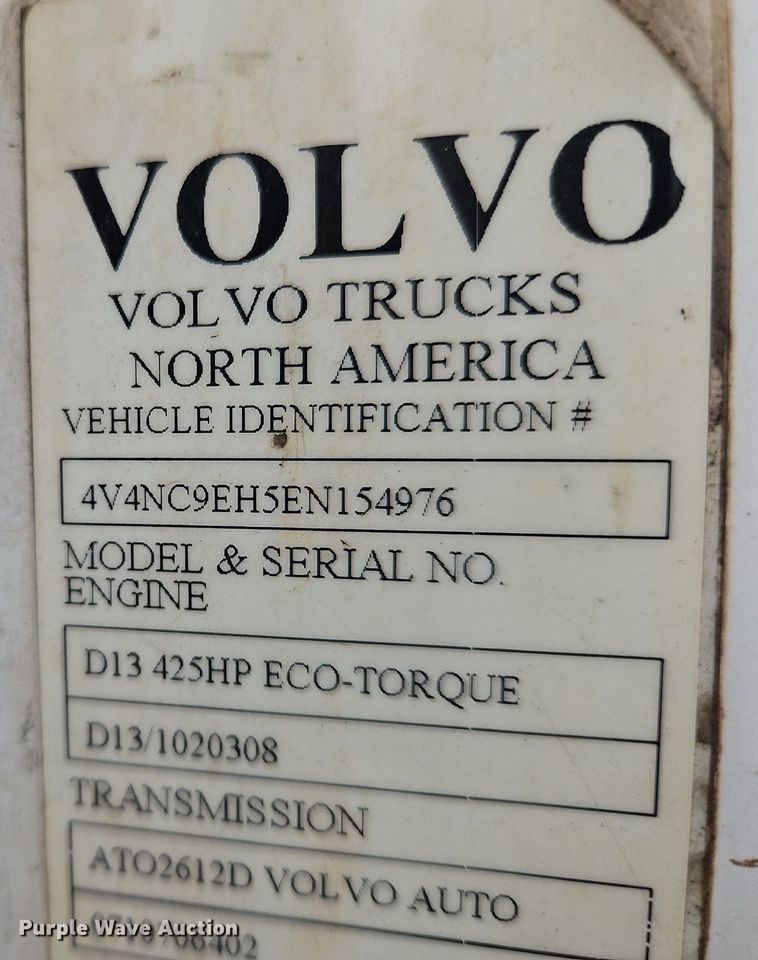 VOLVO
VOLVO TRUCKS
NORTH AMERICA
VEHICLE IDENTIFICATION #
4V4NC9EH5EN154976
MODEL & SERIAL NO.
ENGINE
D13 425HP ECO-TORQUE
D13/1020308
TRANSMISSION
ATO2612D VOLVO AUTO
Purple Wave Auction